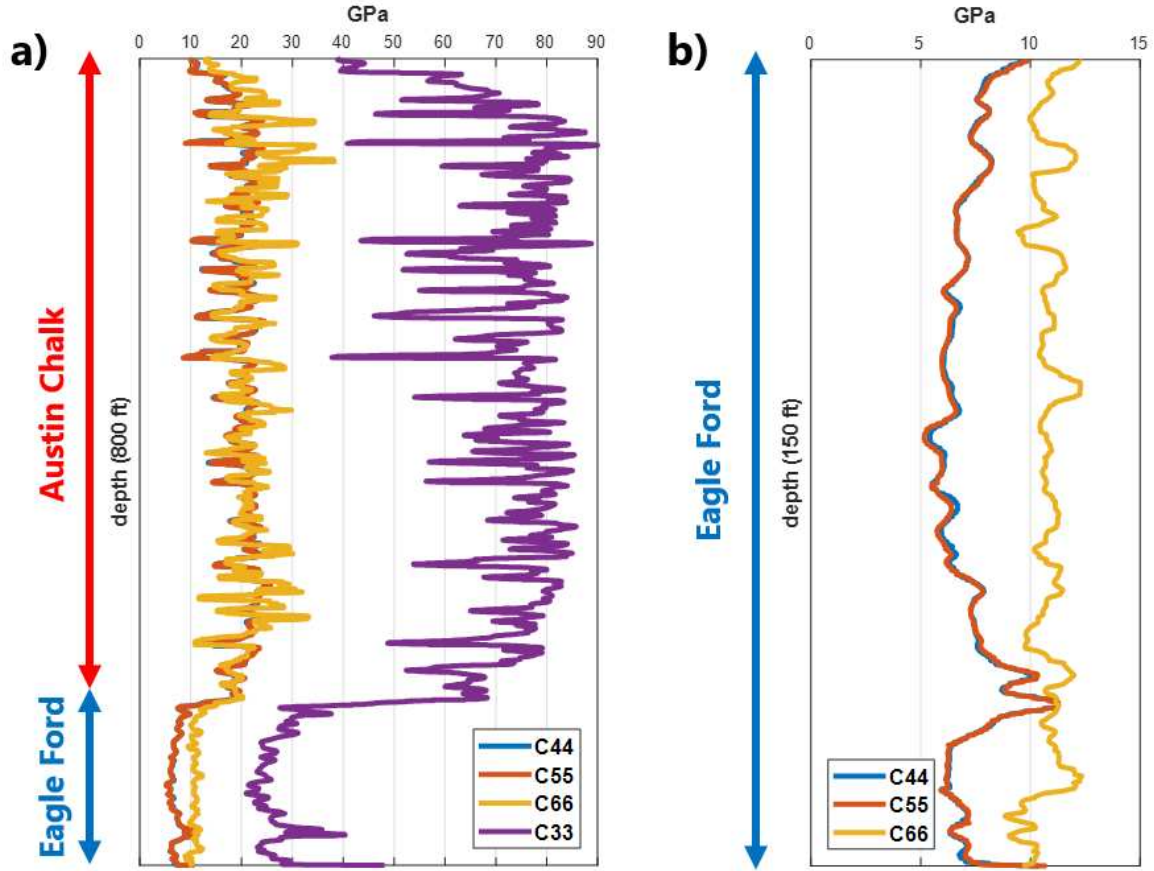 a)
GPa
0 10 20 30 40 50 60 70 80 90
Austin Chalk
Eagle Ford
depth (800 ft)
C44
C55
C66
C33
b)
GPa
0 5 10 15
Eagle Ford
depth (150 ft)
C44
C55
C66